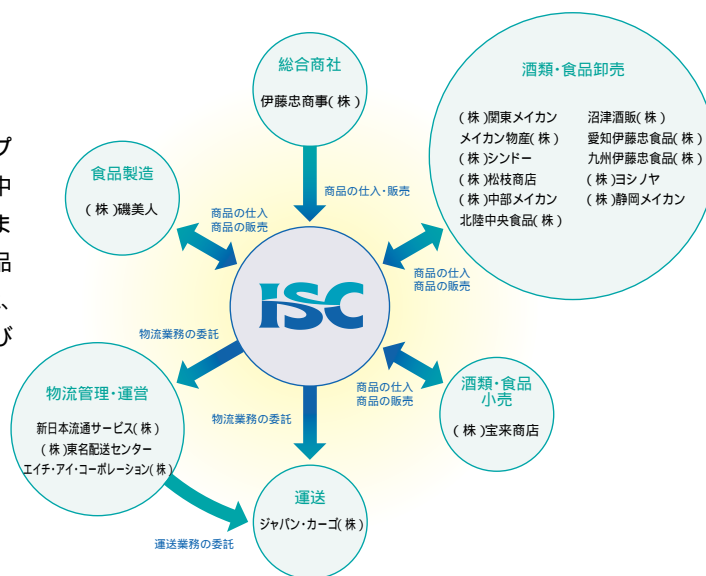 総合商社
伊藤忠商事(株)
酒類・食品卸売
(株)関東メイカン
メイカン物産(株)
(株)シンドー
(株)松枝商店
(株)中部メイカン
北陸中央食品(株)
沼津酒販(株)
愛知伊藤忠食品(株)
九州伊藤忠食品(株)
(株)ヨシノヤ
(株)静岡メイカン
プ
中
ま
品
、
び
食品製造
(株)磯美人
商品の仕入・販売
商品の仕入
商品の販売
商品の仕入
商品の販売
ISC
物流業務の委託
商品の仕入
商品の販売
酒類・食品
小売
(株)宝来商店
物流管理・運営
新日本流通サービス(株)
(株)東名配送センター
エイチ・アイ・コーポレーション(株)
物流業務の委託
運送
ジャパン・カーゴ(株)
運送業務の委託